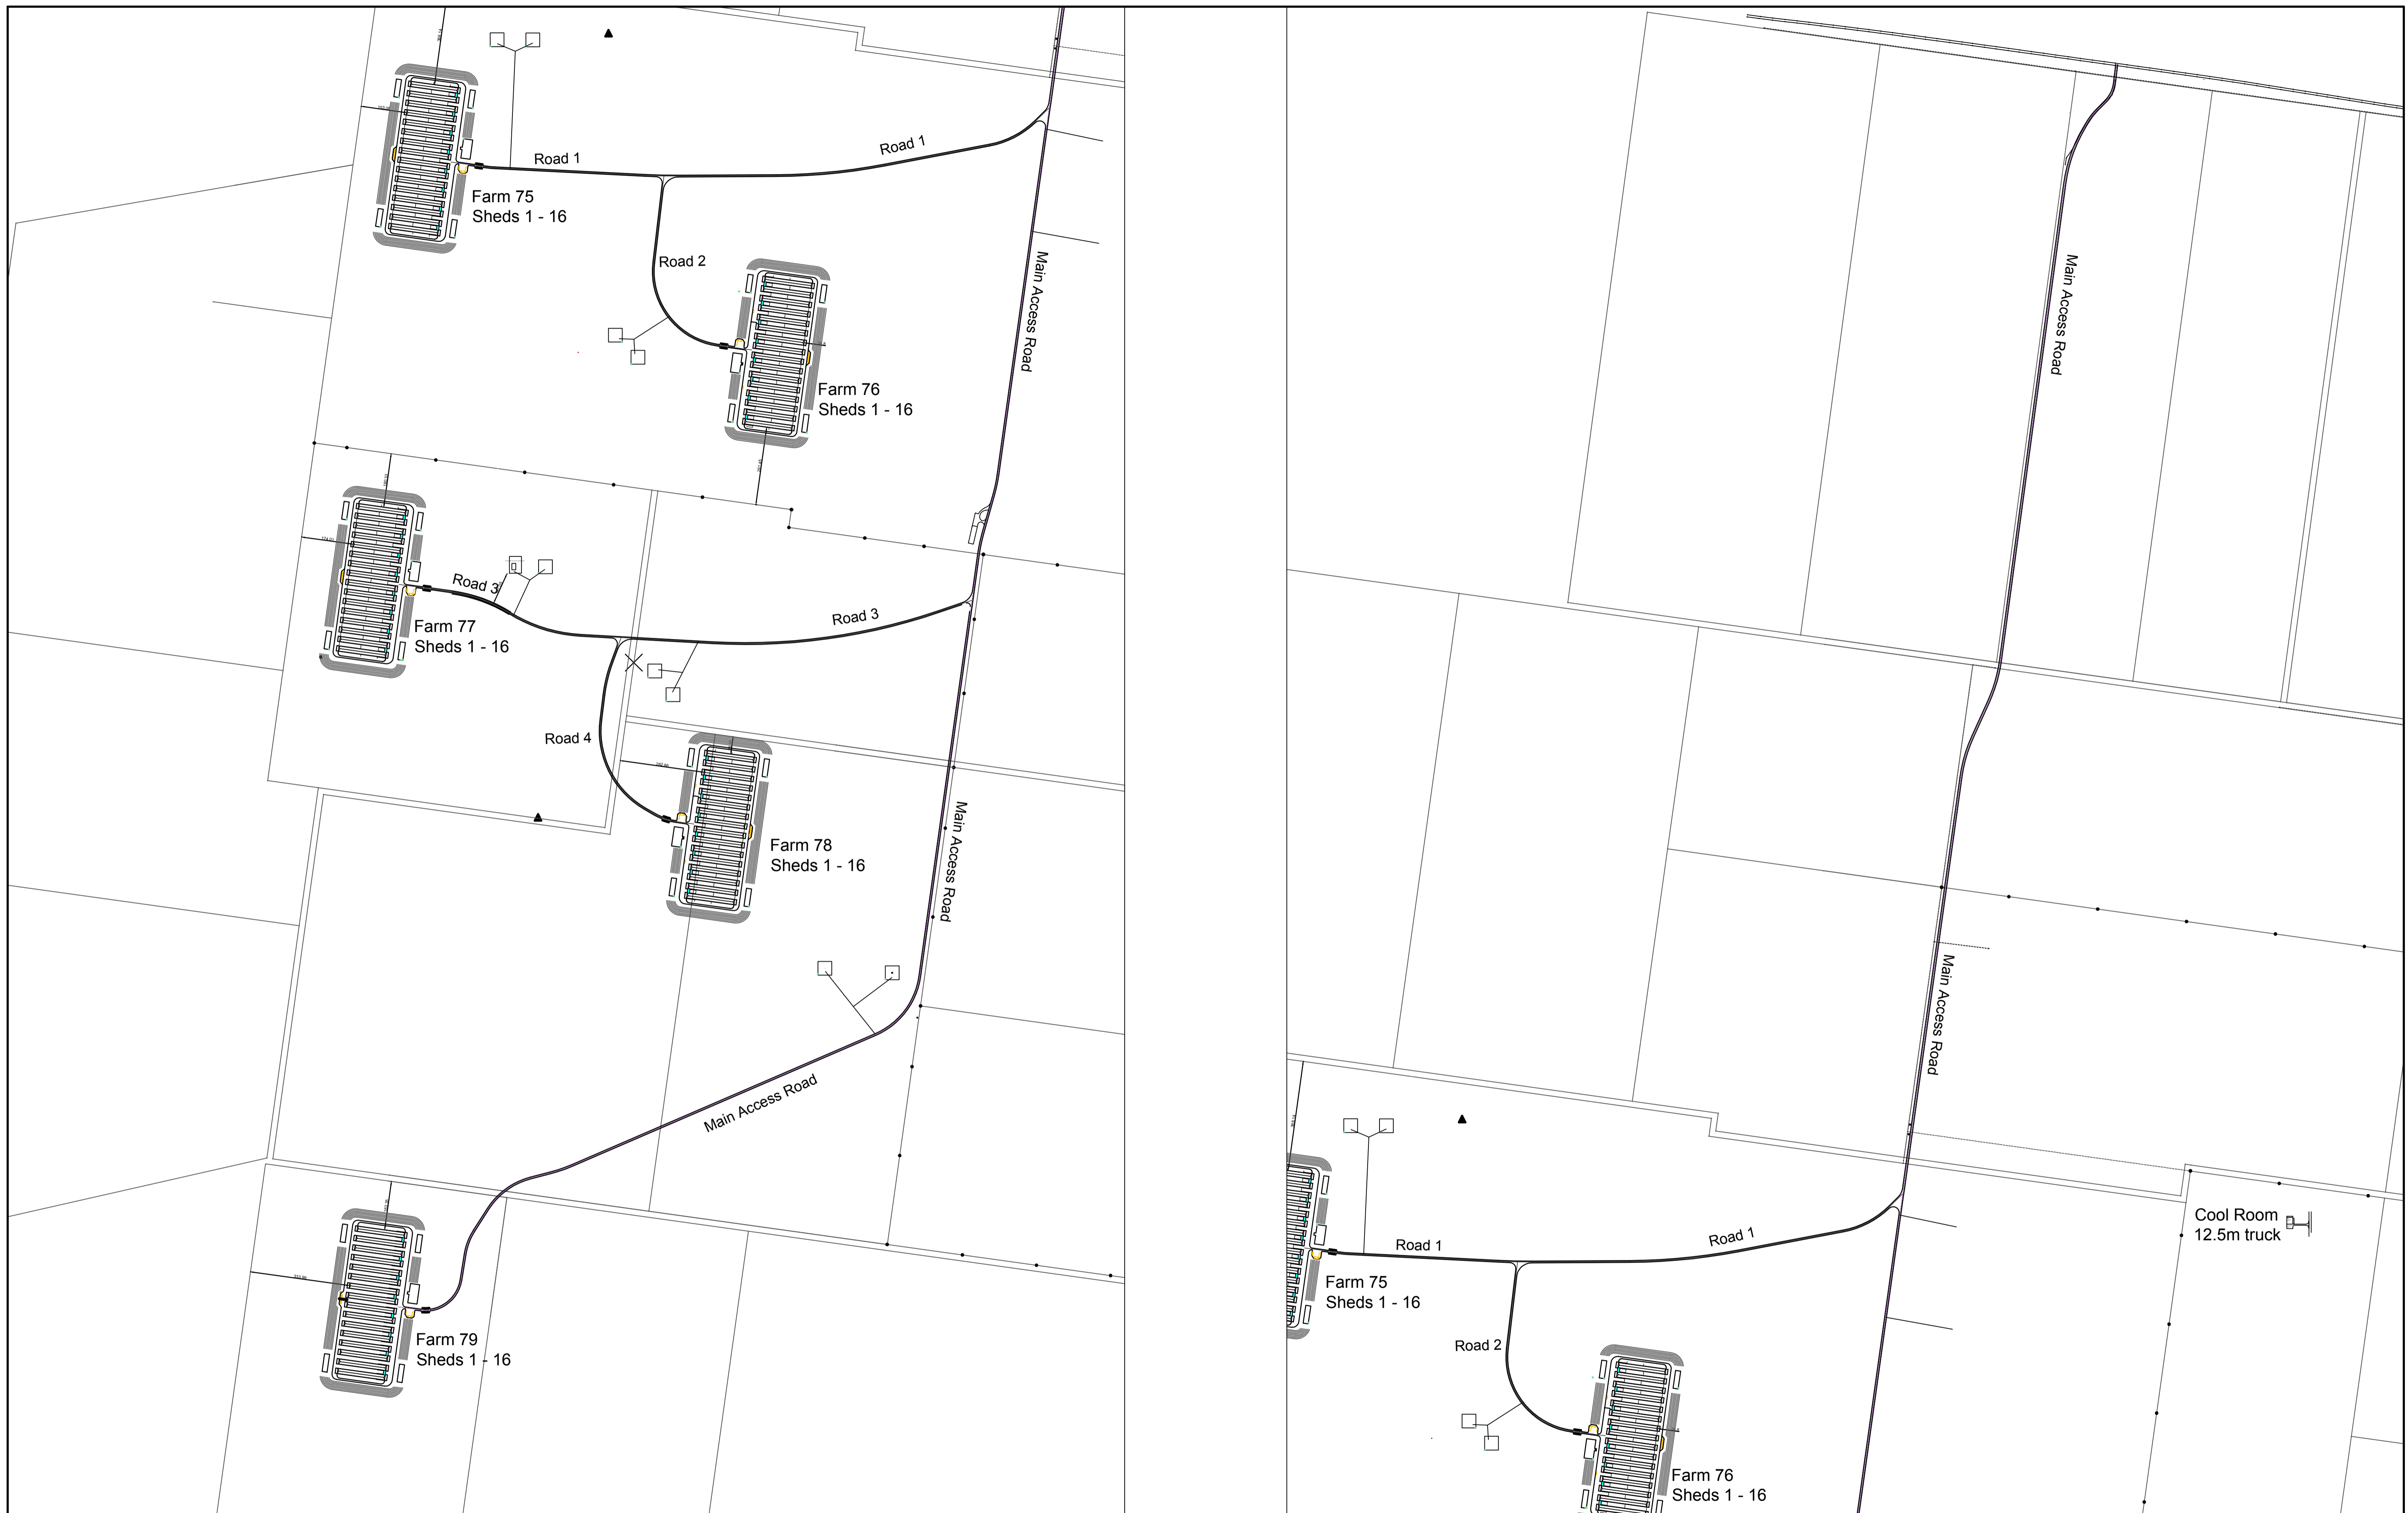 Road 1
Road 1
Farm 75
Sheds 1 - 16
Road 2
Main Access Road
Farm 76
Sheds 1 - 16
Road 3
Road 3
Farm 77
Sheds 1 - 16
Road 4
Farm 78
Sheds 1 - 16
Main Access Road
Main Access Road
Farm 79
Sheds 1 - 16
Main Access Road
Main Access Road
Cool Room
12.5m truck
Road 1
Road 1
Farm 75
Sheds 1 - 16
Road 2
Farm 76
Sheds 1 - 16